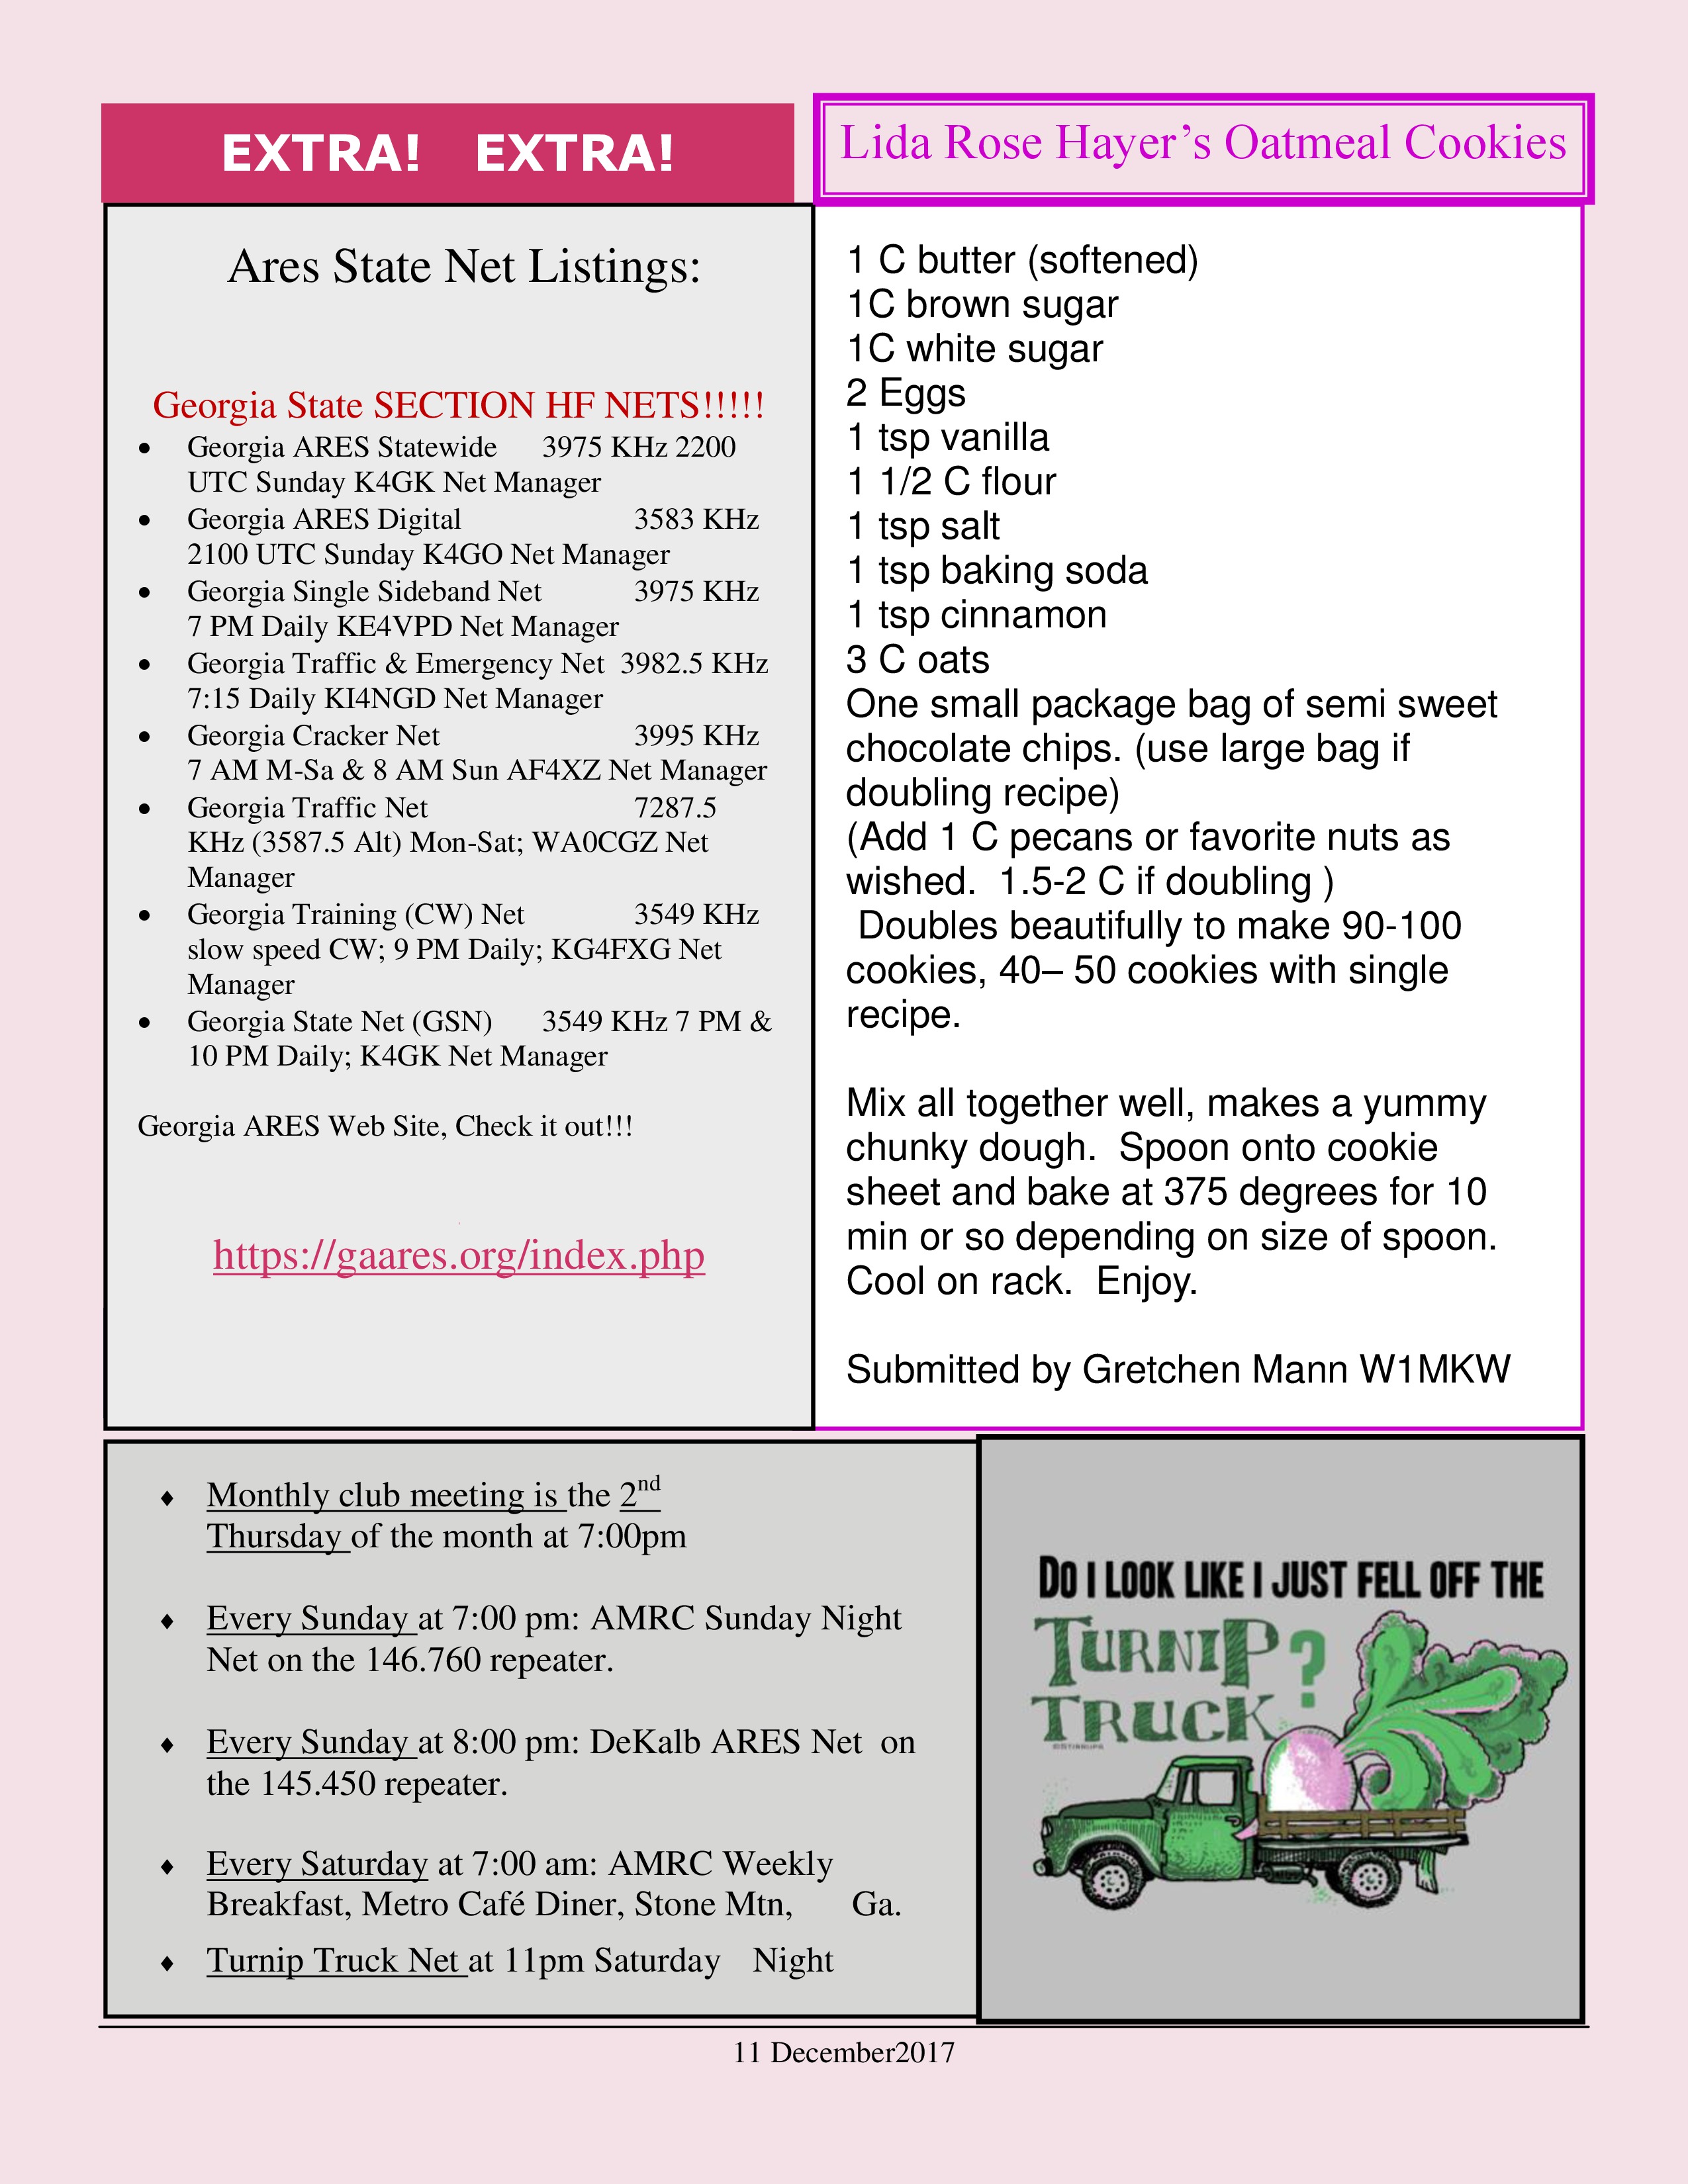 EXTRA!   EXTRA!
Ares State Net Listings:
Georgia State SECTION HF NETS!!!!!
• Georgia ARES Statewide 3975 KHz 2200
UTC Sunday K4GK Net Manager
• Georgia ARES Digital 3583 KHz
2100 UTC Sunday K4GO Net Manager
• Georgia Single Sideband Net 3975 KHz
7 PM Daily KE4VPD Net Manager
• Georgia Traffic & Emergency Net 3982.5 KHz
7:15 Daily KI4NGD Net Manager
• Georgia Cracker Net 3995 KHz
7 AM M-Sa & 8 AM Sun AF4XZ Net Manager
• Georgia Traffic Net 7287.5
KHz (3587.5 Alt) Mon-Sat; WA0CGZ Net
Manager
• Georgia Training (CW) Net 3549 KHz
slow speed CW; 9 PM Daily; KG4FXG Net
Manager
• Georgia State Net (GSN) 3549 KHz 7 PM &
10 PM Daily; K4GK Net Manager
Georgia ARES Web Site, Check it out!!!
https://gaares.org/index.php
Lida Rose Hayer’s Oatmeal Cookies
1 C butter (softened)
1C brown sugar
1C white sugar
2 Eggs
1 tsp vanilla
1 1/2 C flour
1 tsp salt
1 tsp baking soda
1 tsp cinnamon
3 C oats
One small package bag of semi sweet
chocolate chips. (use large bag if
doubling recipe)
(Add 1 C pecans or favorite nuts as
wished.  1.5-2 C if doubling )
Doubles beautifully to make 90-100
cookies, 40– 50 cookies with single
recipe.
Mix all together well, makes a yummy
chunky dough.  Spoon onto cookie
sheet and bake at 375 degrees for 10
min or so depending on size of spoon.
Cool on rack.  Enjoy.
Submitted by Gretchen Mann W1MKW
♦ Monthly club meeting is the 2nd
Thursday of the month at 7:00pm
♦ Every Sunday at 7:00 pm: AMRC Sunday Night
Net on the 146.760 repeater.
♦ Every Sunday at 8:00 pm: DeKalb ARES Net  on
the 145.450 repeater.
♦ Every Saturday at 7:00 am: AMRC Weekly
Breakfast, Metro Café Diner, Stone Mtn, Ga.
♦ Turnip Truck Net at 11pm Saturday Night
DO I LOOK LIKE I JUST FELL OFF THE
TURNIP
TRUCK?
11 December2017